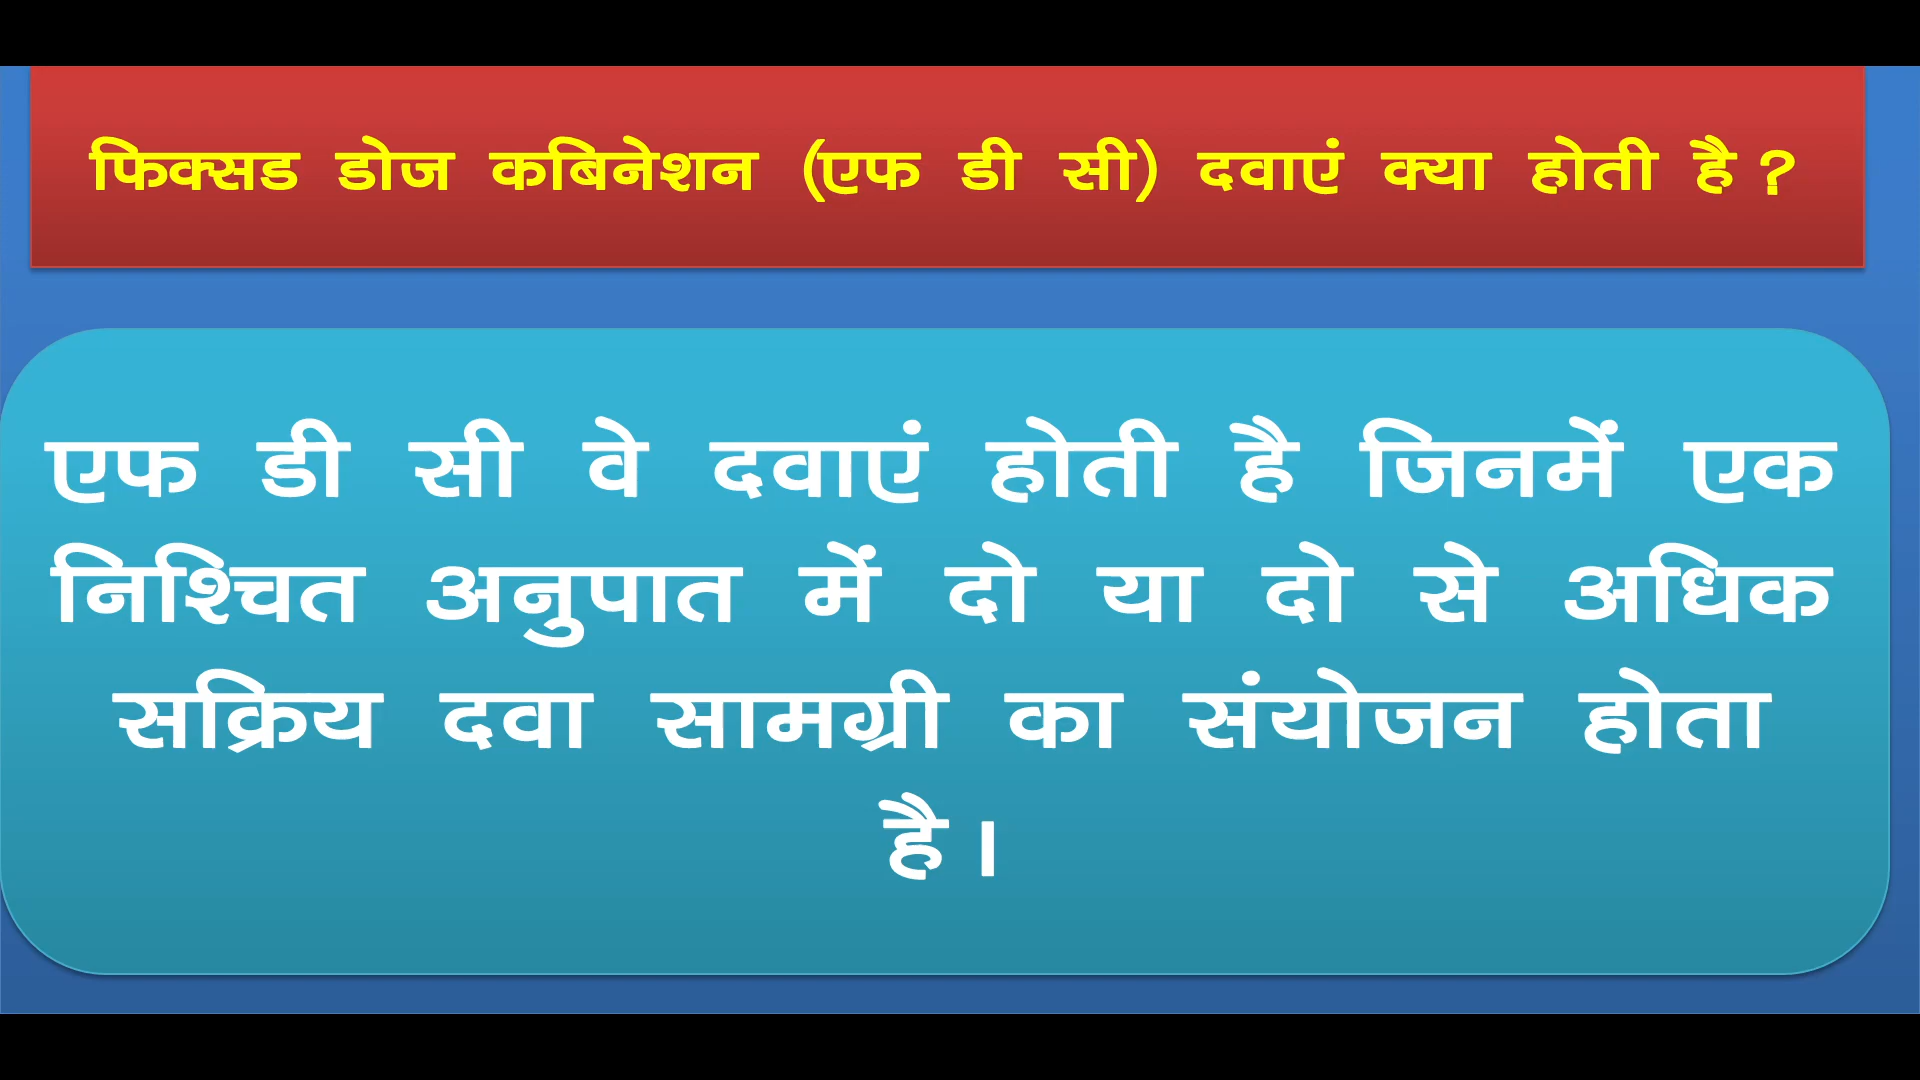 फिक्सड डोज कबिनेशन (एफ डी सी) दवाएं क्या होती है ?
एफ डी सी वे दवाएं होती है जिनमें एक
निश्चित अनुपात में दो या दो से अधिक
सक्रिय दवा सामग्री का संयोजन होता
है ।